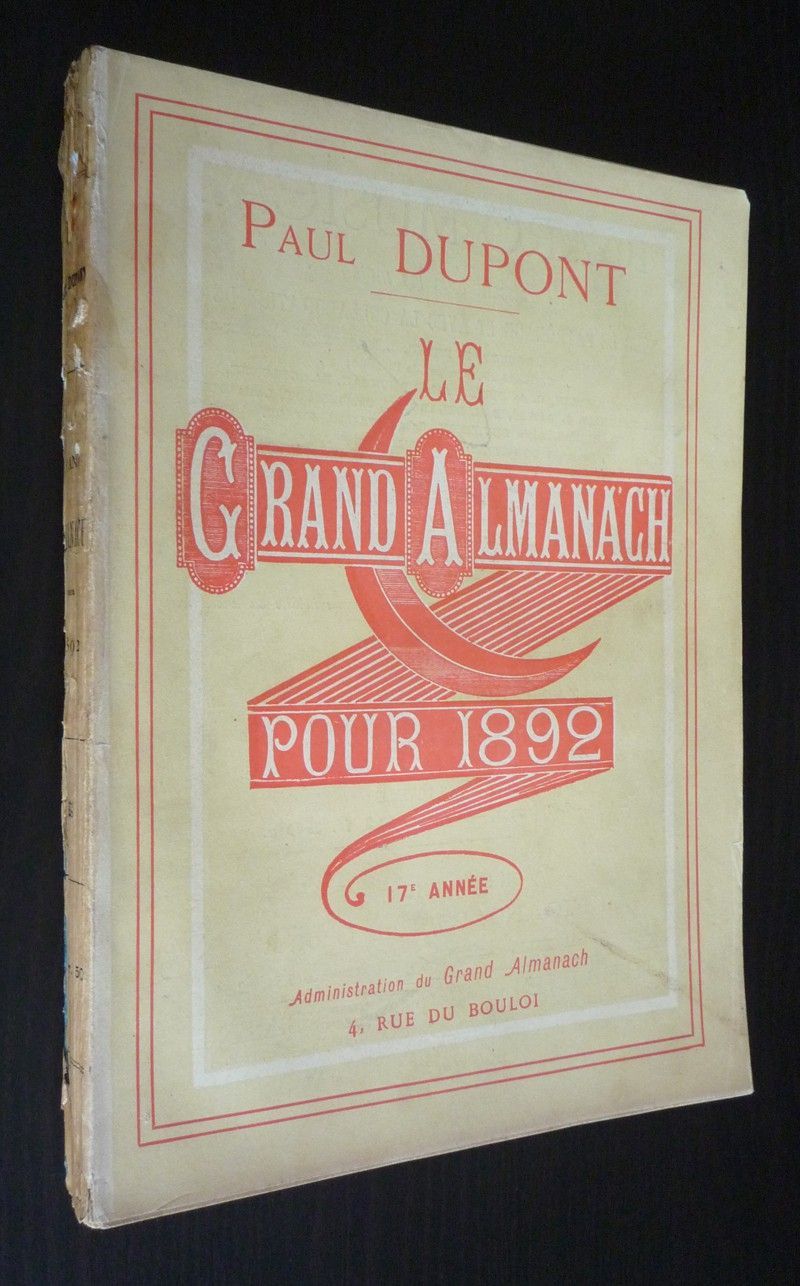 PAUL DUPONT
LE
GRAND ALMANACH
POUR 1892
17E ANNÉE
Administration du Grand Almanach
4, RUE DU BOULOI